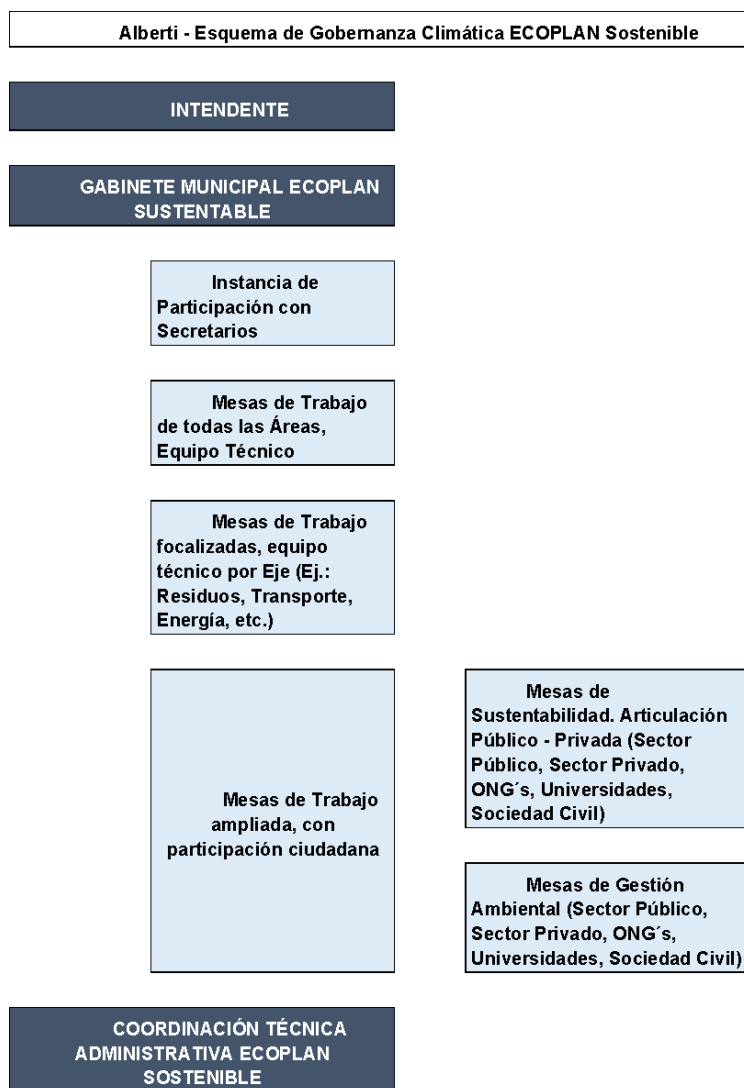 Alberti - Esquema de Gobernanza Climática ECOPLAN Sostenible
INTENDENTE
GABINETE MUNICIPAL ECOPLAN
SUSTENTABLE
Instancia de
Participación con
Secretarios
Mesas de Trabajo
de todas las Áreas,
Equipo Técnico
Mesas de Trabajo
focalizadas, equipo
técnico por Eje (Ej.:
Residuos, Transporte,
Energía, etc.)
Mesas de Trabajo
ampliada, con
participación ciudadana
Mesas de
Sustentabilidad. Articulación
Público - Privada (Sector
Público, Sector Privado,
ONG´s, Universidades,
Sociedad Civil)
Mesas de Gestión
Ambiental (Sector Público,
Sector Privado, ONG´s,
Universidades, Sociedad Civil)
COORDINACIÓN TÉCNICA
ADMINISTRATIVA ECOPLAN
SOSTENIBLE